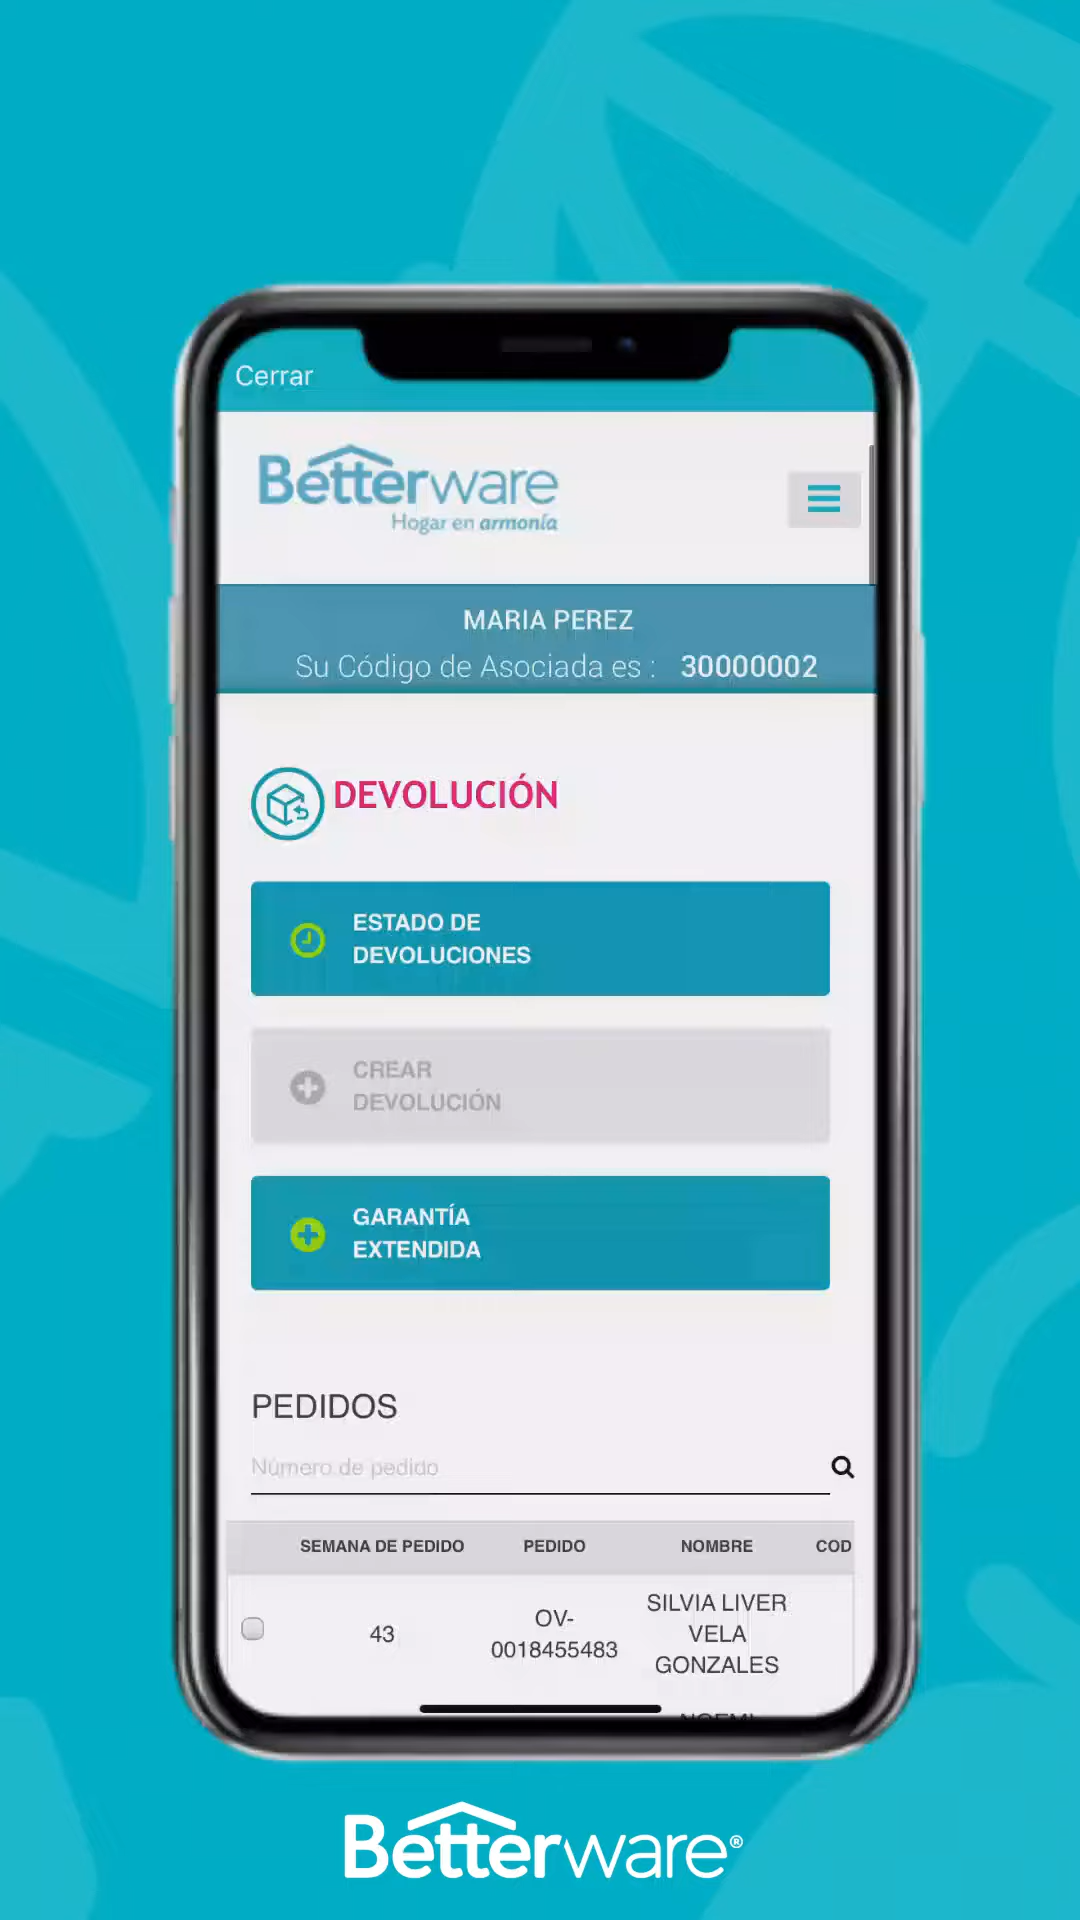 Cerrar
Betterware
Hogar en armonía
MARIA PEREZ
Su Código de Asociada es : 30000002
DEVOLUCIÓN
ESTADO DE
DEVOLUCIONES
CREAR
DEVOLUCIÓN
GARANTÍA
EXTENDIDA
PEDIDOS
Número de pedido
SEMANA DE PEDIDO PEDIDO NOMBRE COD
43 OV-0018455483 SILVIA LIVER
VELA
GONZALES
Betterware®